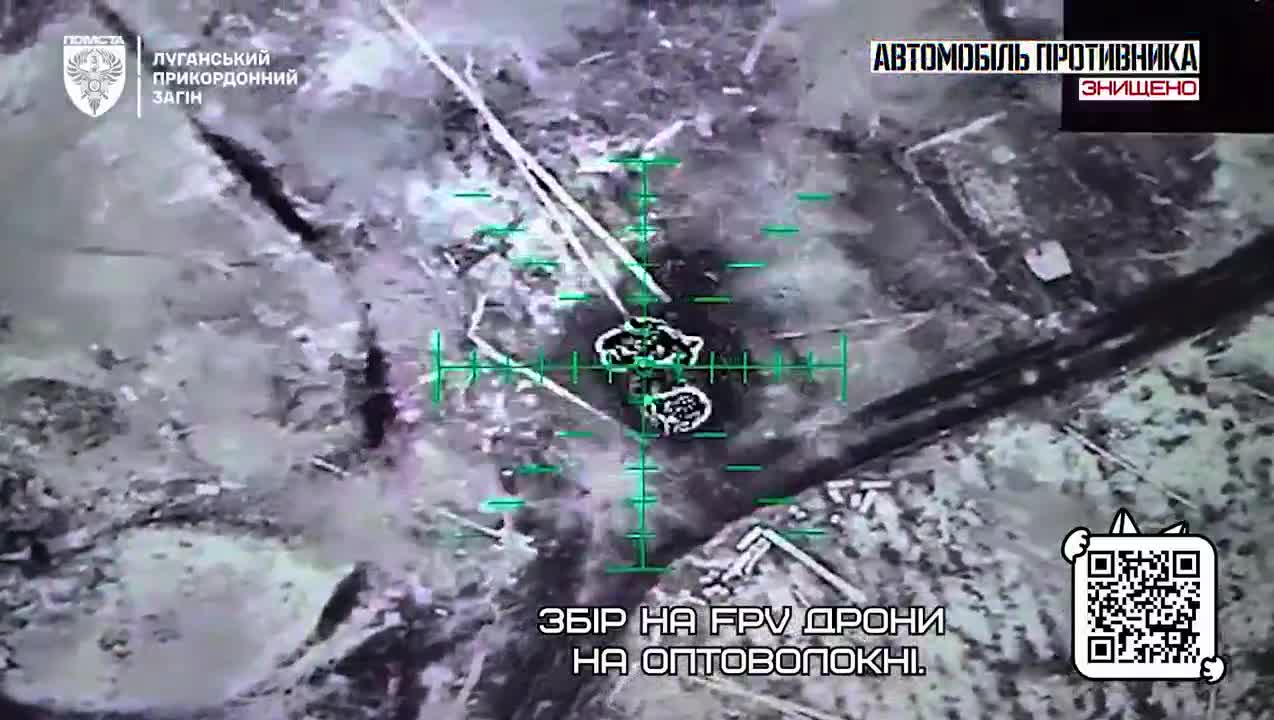 ПОМСТА
ЛУГАНСЬКИЙ
ПРИКОРДОННИЙ
ЗАГІН
АВТОМОБІЛЬ ПРОТИВНИКА
ЗНИЩЕНО
ЗБІР НА FPV ДРОНИ
НА ОПТОВОЛОКНІ.